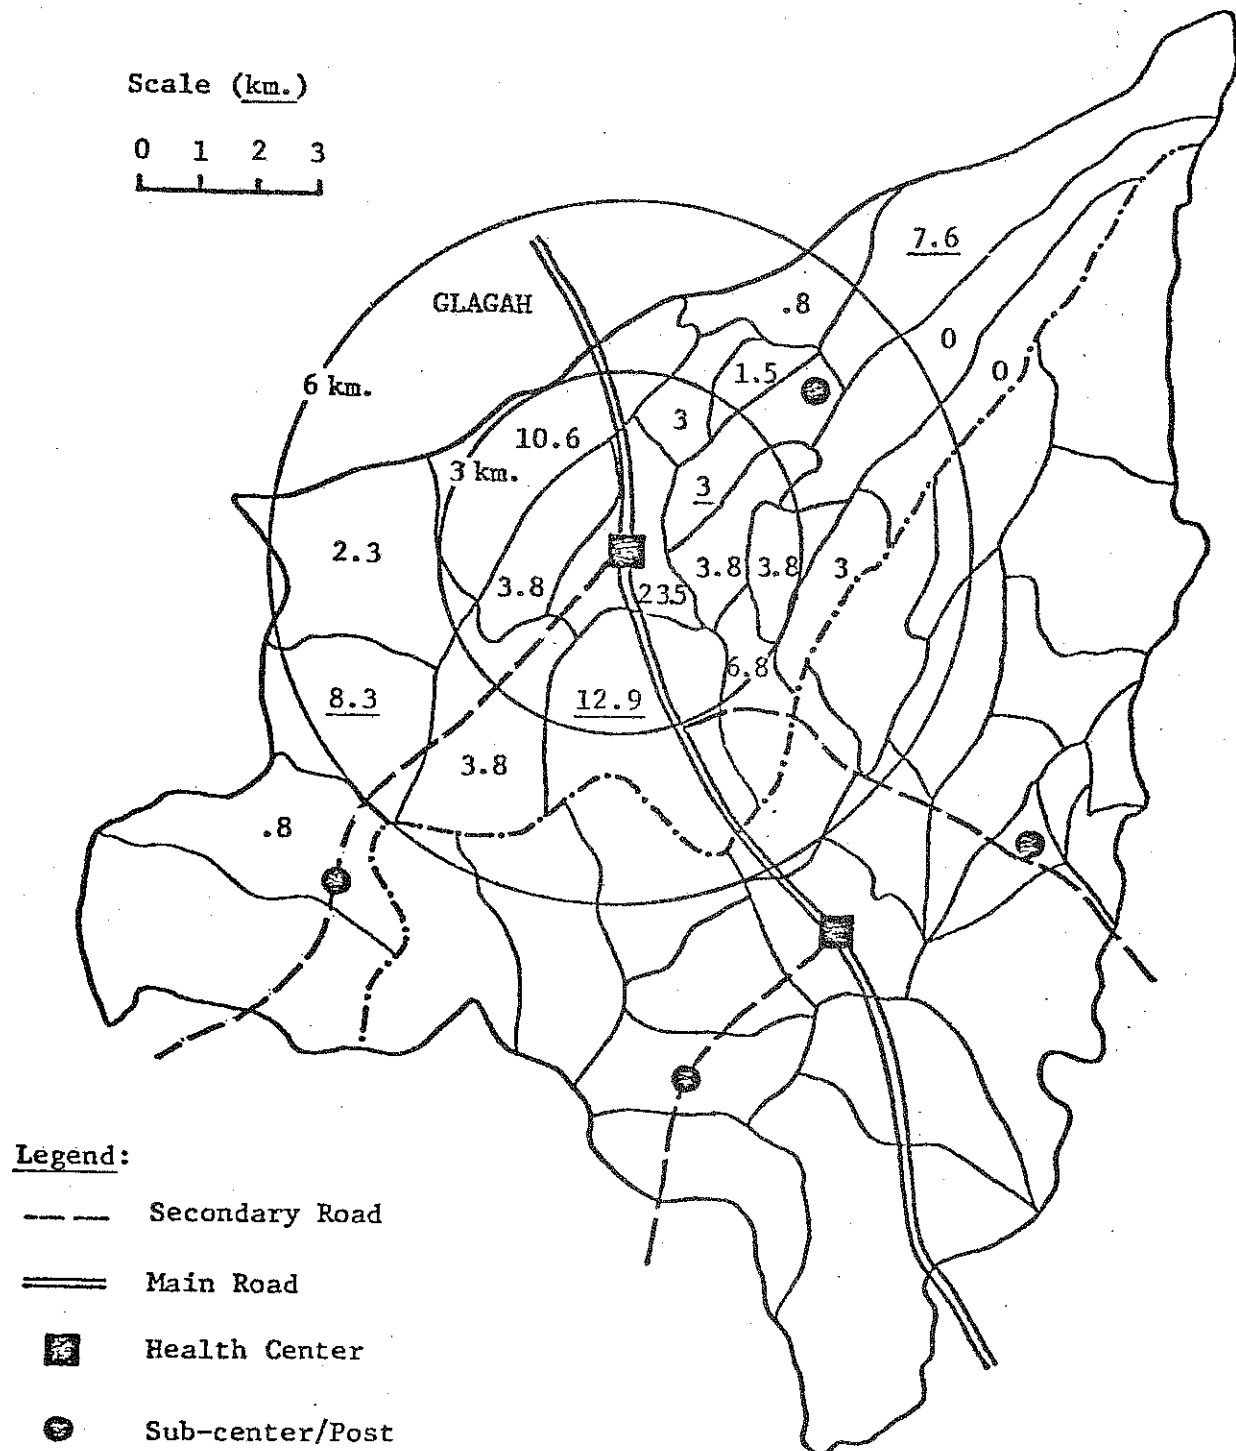 Scale (km.)
0 1 2 3
7.6
GLAGAH
.8
0
0
6 km.
1.5
3
10.6
3 km.
3
2.3
3.8
3.8
3.8
3
23.5
6.8
8.3
12.9
3.8
.8
Legend:
Secondary Road
Main Road
Health Center
Sub-center/Post